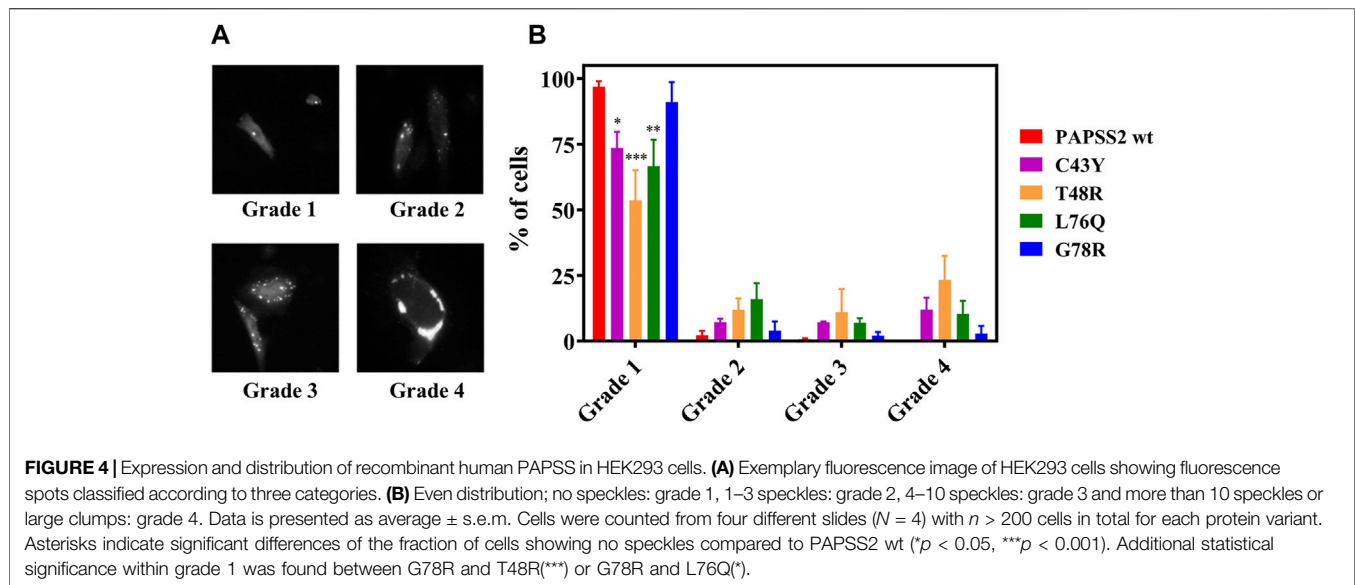 A
Grade 1
Grade 2
Grade 3
Grade 4
B
% of cells
100
75
50
25
0
*
***
**
Grade 1
Grade 2
Grade 3
Grade 4
PAPSS2 wt
C43Y
T48R
L76Q
G78R
FIGURE 4 | Expression and distribution of recombinant human PAPSS in HEK293 cells. (A) Exemplary fluorescence image of HEK293 cells showing fluorescence
spots classified according to three categories. (B) Even distribution; no speckles: grade 1, 1–3 speckles: grade 2, 4–10 speckles: grade 3 and more than 10 speckles or
large clumps: grade 4. Data is presented as average ± s.e.m. Cells were counted from four different slides (N = 4) with n > 200 cells in total for each protein variant.
Asterisks indicate significant differences of the fraction of cells showing no speckles compared to PAPSS2 wt (*p < 0.05, ***p < 0.001). Additional statistical
significance within grade 1 was found between G78R and T48R(***) or G78R and L76Q(*).